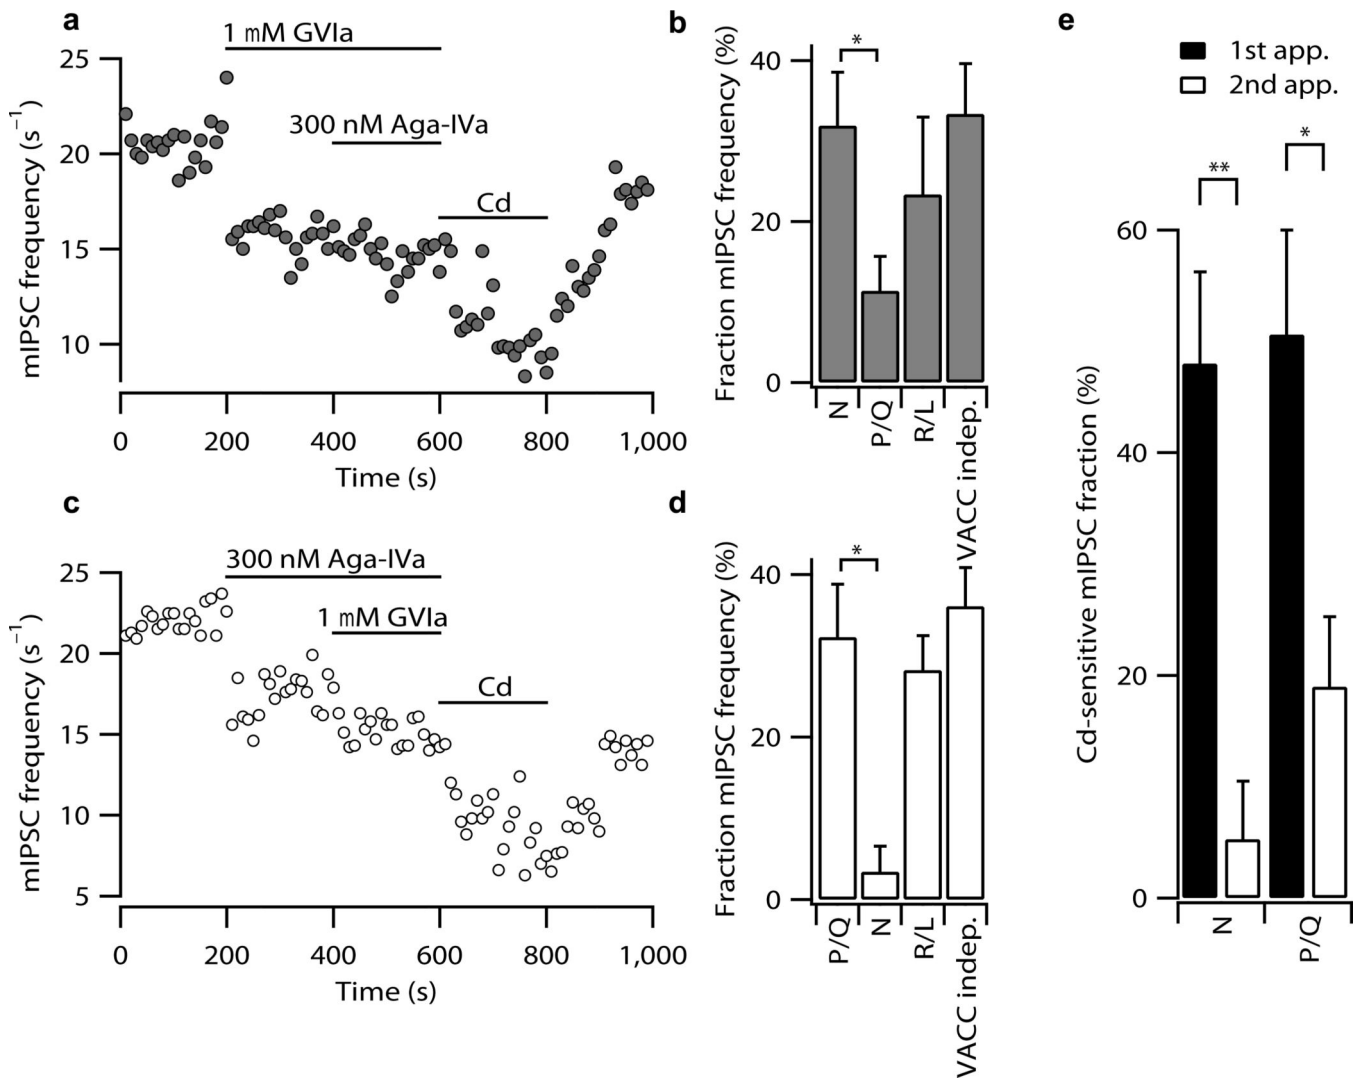 a
1 mM GVIa
300 nM Aga-IVa
Cd
mIPSC frequency (s⁻¹)
25
20
15
10
0
200
400
600
800
1,000
Time (s)
b
Fraction mIPSC frequency (%)
40
20
0
*
N
P/Q
R/L
VACC indep.
c
300 nM Aga-IVa
1 mM GVIa
Cd
mIPSC frequency (s⁻¹)
25
20
15
10
5
0
200
400
600
800
1,000
Time (s)
d
Fraction mIPSC frequency (%)
40
20
0
*
P/Q
N
R/L
VACC indep.
e
1st app.
2nd app.
**
*
Cd-sensitive mIPSC fraction (%)
60
40
20
0
N
P/Q